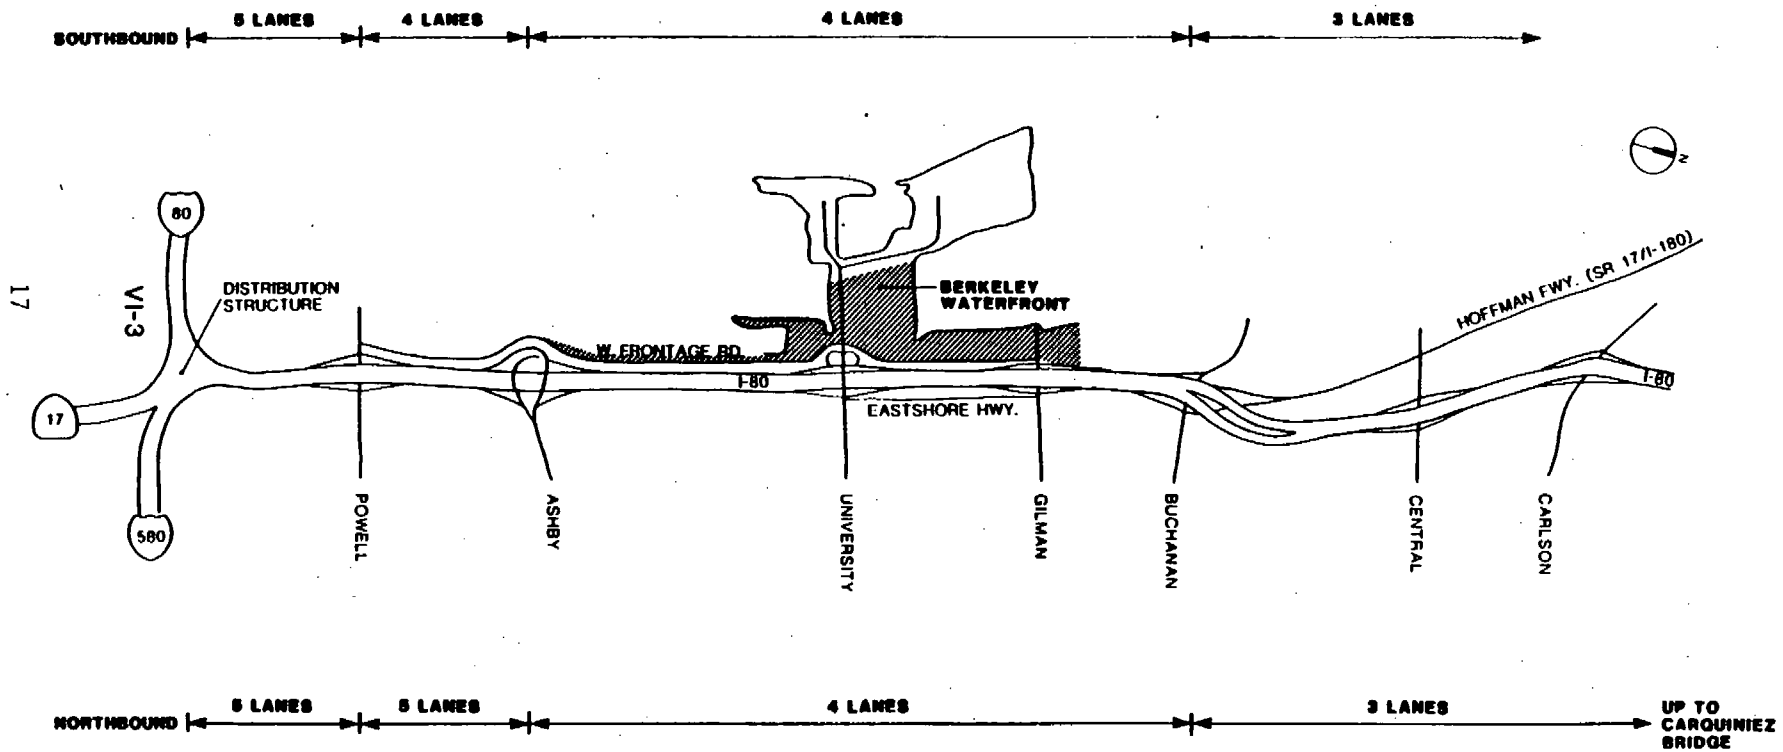 5 LANES
4 LANES
4 LANES
3 LANES
SOUTHBOUND
N
80
HOFFMAN FWY. (SR 17/I-180)
DISTRIBUTION
STRUCTURE
BERKELEY
WATERFRONT
17
VI-3
W. FRONTAGE RD.
I-80
I-80
17
EASTSHORE HWY.
580
POWELL
ASHBY
UNIVERSITY
GILMAN
BUCHANAN
CENTRAL
CARLSON
5 LANES
5 LANES
4 LANES
3 LANES
NORTHBOUND
UP TO
CARQUINIEZ
BRIDGE